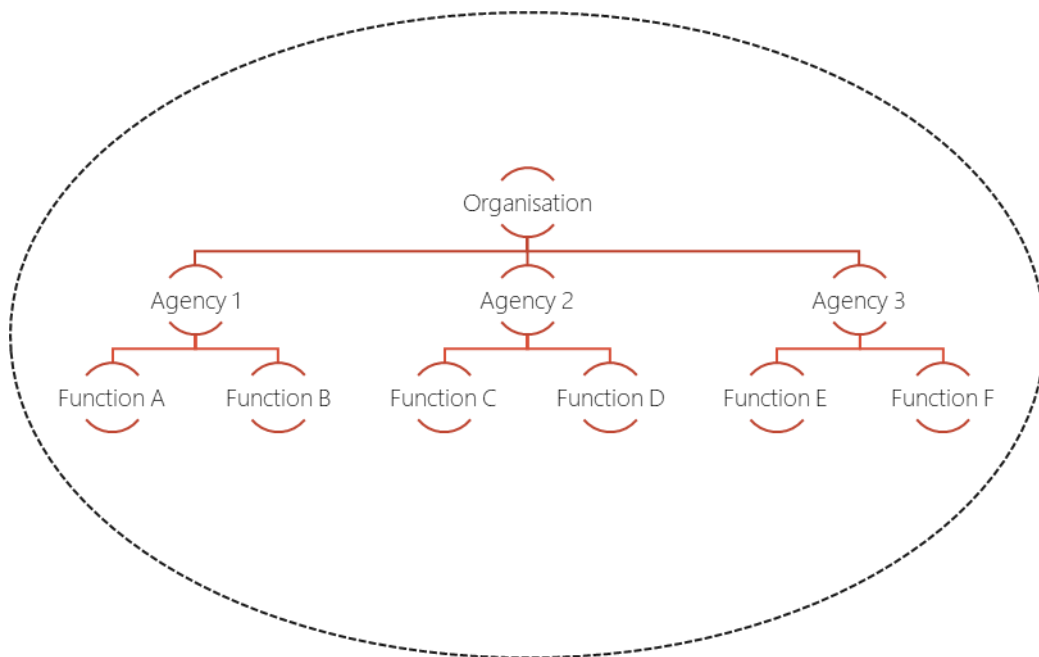 Organisation
Agency 1
Agency 2
Agency 3
Function A
Function B
Function C
Function D
Function E
Function F